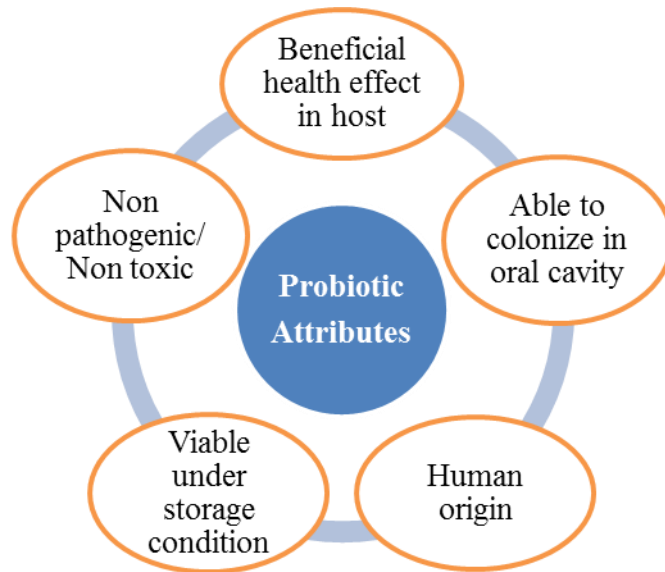 Beneficial
health effect
in host
Able to
colonize in
oral cavity
Human
origin
Viable
under
storage
condition
Non
pathogenic/
Non toxic
Probiotic
Attributes